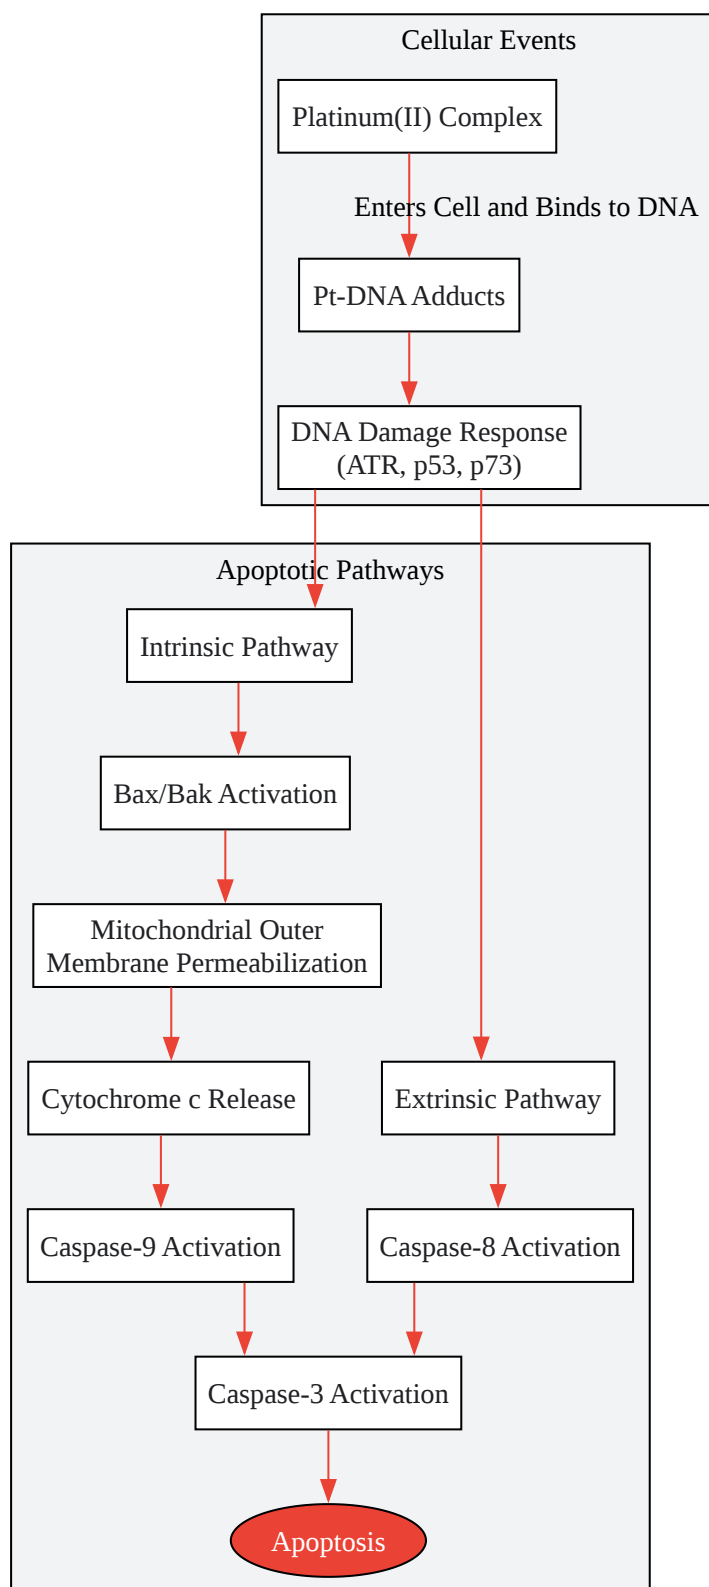 Cellular Events
Platinum(II) Complex
Enters Cell and Binds to DNA
Pt-DNA Adducts
DNA Damage Response
(ATR, p53, p73)
Apoptotic Pathways
Intrinsic Pathway
Bax/Bak Activation
Mitochondrial Outer
Membrane Permeabilization
Cytochrome c Release
Extrinsic Pathway
Caspase-9 Activation
Caspase-8 Activation
Caspase-3 Activation
Apoptosis